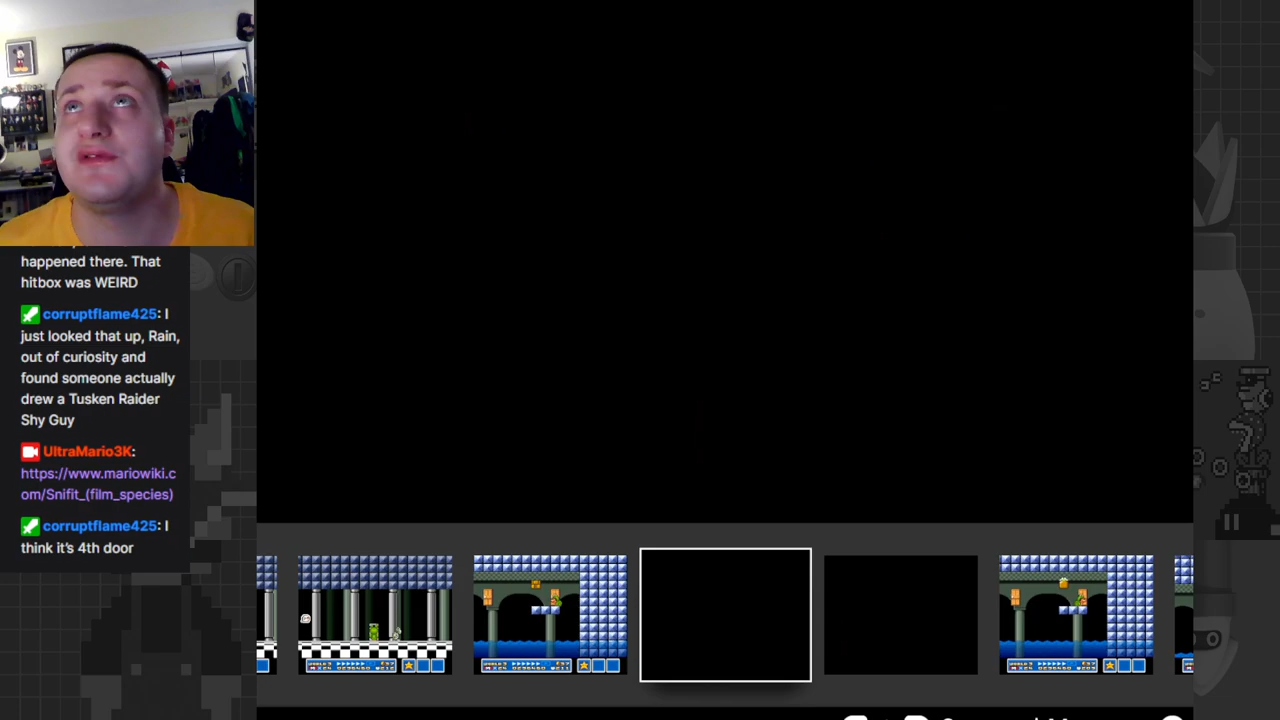 happened there. That
hitbox was WEIRD
corruptflame425: I
just looked that up, Rain,
out of curiosity and
found someone actually
drew a Tusken Raider
Shy Guy
UltraMario3K:
https://www.mariowiki.c
om/Snifit_(film_species)
corruptflame425: I
think it's 4th door